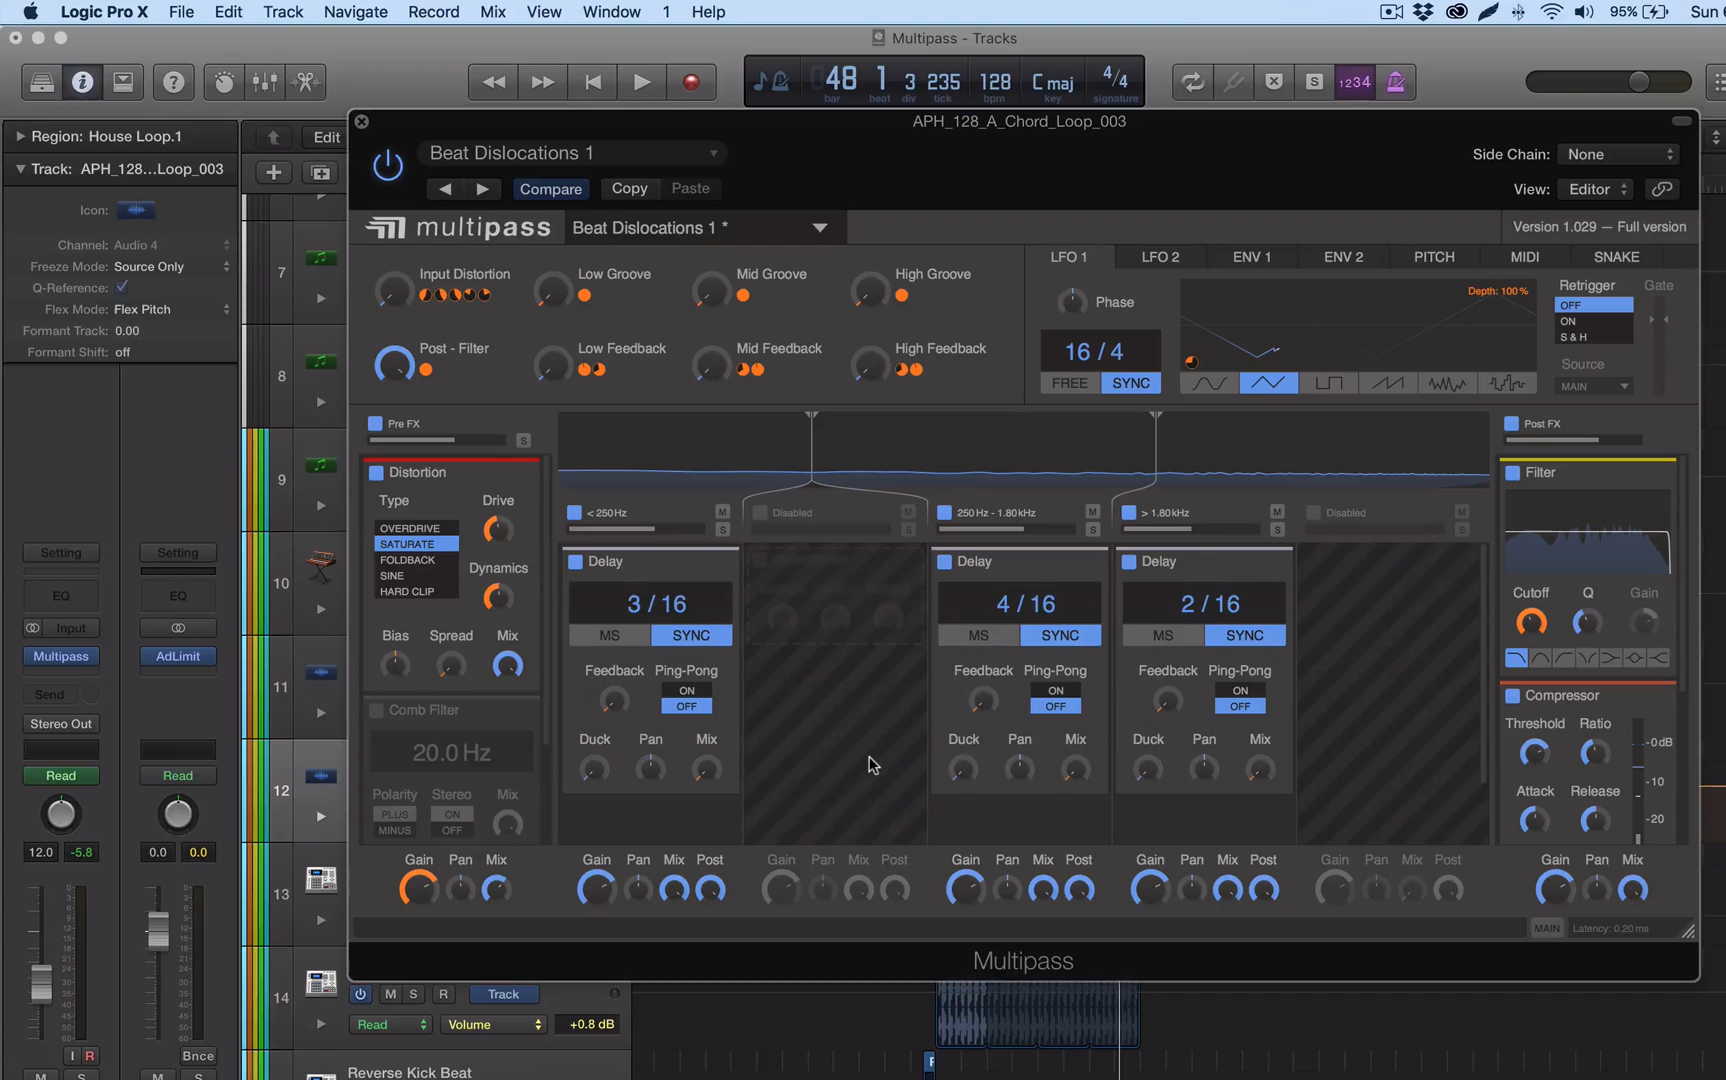 Logic Pro X File Edit Track Navigate Record Mix View Window 1 Help 95% Sun 6
Multipass - Tracks
48 1 3 235 128 C maj 4/4
bar beat div tick bpm key signature
S 1234
Region: House Loop.1
Edit
APH_128_A_Chord_Loop_003
Track: APH_128...Loop_003
Beat Dislocations 1
Side Chain: None
Compare Copy Paste
View: Editor
Icon:
Channel: Audio 4
Freeze Mode: Source Only
Q-Reference:
Flex Mode: Flex Pitch
Formant Track: 0.00
Formant Shift: off
multipass Beat Dislocations 1 *
Version 1.029 — Full version
Input Distortion Low Groove Mid Groove High Groove
Post - Filter Low Feedback Mid Feedback High Feedback
LFO 1 LFO 2 ENV 1 ENV 2 PITCH MIDI SNAKE
Phase
16 / 4
FREE SYNC
Depth: 100 %
Retrigger
OFF
ON
S & H
Source
MAIN
Gate
Pre FX
S
Distortion
Type Drive
OVERDRIVE
SATURATE
FOLDBACK
SINE
HARD CLIP
Dynamics
Bias Spread Mix
Comb Filter
20.0 Hz
Polarity Stereo Mix
PLUS ON
MINUS OFF
< 250 Hz M S
Disabled M S
250 Hz - 1.80 kHz M S
> 1.80 kHz M S
Disabled M S
Delay
3 / 16
MS SYNC
Feedback Ping-Pong
ON
OFF
Duck Pan Mix
Delay
4 / 16
MS SYNC
Feedback Ping-Pong
ON
OFF
Duck Pan Mix
Delay
2 / 16
MS SYNC
Feedback Ping-Pong
ON
OFF
Duck Pan Mix
Post FX
Filter
Cutoff Q Gain
Compressor
Threshold Ratio
-0dB
-10
-20
Attack Release
Gain Pan Mix
Gain Pan Mix Post
Gain Pan Mix Post
Gain Pan Mix Post
Gain Pan Mix Post
Gain Pan Mix Post
Gain Pan Mix
MAIN Latency: 0.20 ms
Multipass
7
8
9
10
11
12
13
14
Setting Setting
EQ EQ
Input
Multipass AdLimit
Send
Stereo Out
Read Read
12.0 -5.8 0.0 0.0
I R Bnce
M S M S
M S R Track
Read Volume +0.8 dB
Reverse Kick Beat